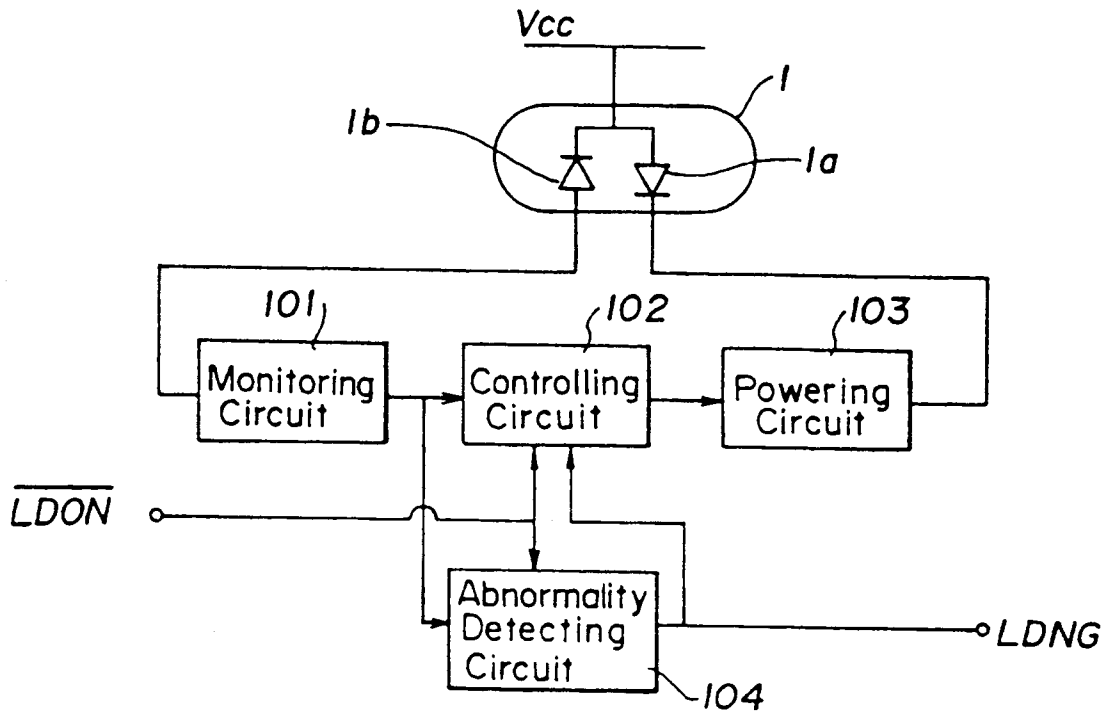 Vcc
1
1b
1a
101
102
103
Monitoring
Circuit
Controlling
Circuit
Powering
Circuit
LDON
Abnormality
Detecting
Circuit
LDNG
104